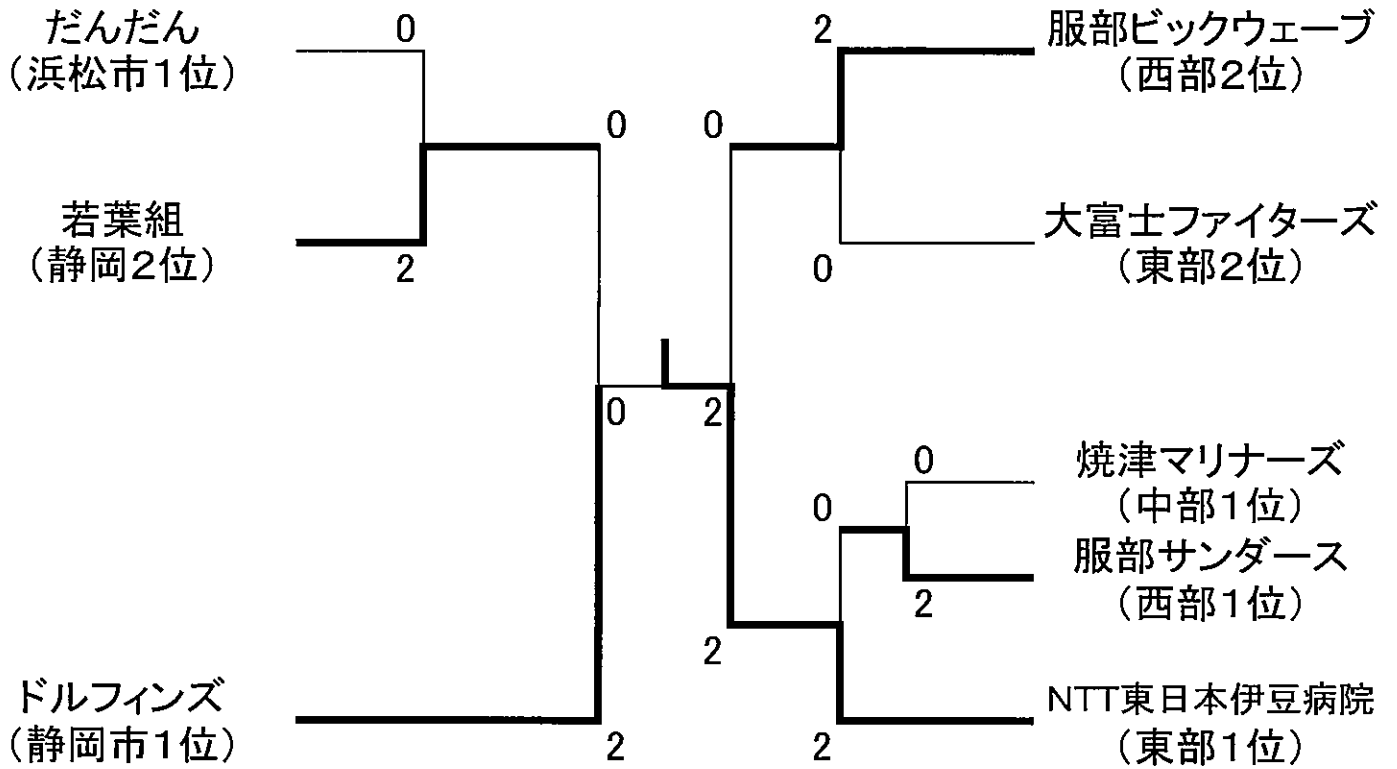 だんだん
(浜松市1位)
0
若葉組
(静岡2位)
2
0
ドルフィンズ
(静岡市1位)
2
0
2
服部ビックウェーブ
(西部2位)
2
0
大富士ファイターズ
(東部2位)
0
焼津マリナーズ
(中部1位)
0
0
服部サンダース
(西部1位)
2
2
NTT東日本伊豆病院
(東部1位)
2